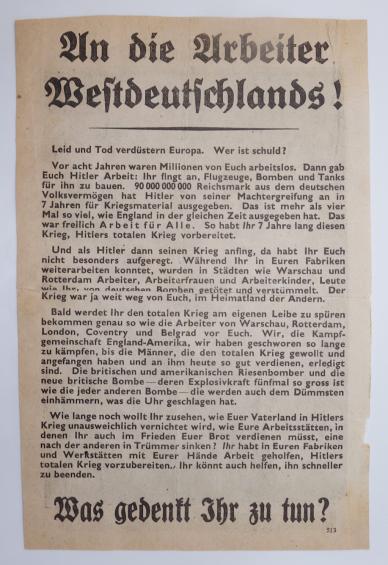 An die Arbeiter
Westdeutschlands!
Leid und Tod verdüstern Europa. Wer ist schuld?
Vor acht Jahren waren Millionen von Euch arbeitslos. Dann gab
Euch Hitler Arbeit: Ihr fingt an, Flugzeuge, Bomben und Tanks
für ihn zu bauen. 90 000 000 000 Reichsmark aus dem deutschen
Volksvermögen hat Hitler von seiner Machtergreifung an in
7 Jahren für Kriegsmaterial ausgegeben. Das ist mehr als vier
Mal so viel, wie England in der gleichen Zeit ausgegeben hat. Das
war freilich Arbeit für Alle. So habt Ihr 7 Jahre lang diesen
Krieg, Hitlers totalen Krieg vorbereitet.
Und als Hitler dann seinen Krieg anfing, da habt Ihr Euch
nicht besonders aufgeregt. Während Ihr in Euren Fabriken
weiterarbeiten konntet, wurden in Städten wie Warschau und
Rotterdam Arbeiter, Arbeiterfrauen und Arbeiterkinder, Leute
wie Ihr, von deutschen Bomben getötet und verstümmelt. Der
Krieg war ja weit weg von Euch, im Heimatland der Andern.
Bald werdet Ihr den totalen Krieg am eigenen Leibe zu spüren
bekommen genau so wie die Arbeiter von Warschau, Rotterdam,
London, Coventry und Belgrad vor Euch. Wir, die Kampf-
gemeinschaft England-Amerika, wir haben geschworen so lange
zu kämpfen, bis die Männer, die den totalen Krieg gewollt und
angefangen haben und an ihm heute so gut verdienen, erledigt
sind. Die britischen und amerikanischen Riesenbomber und die
neue britische Bombe—deren Explosivkraft fünfmal so gross ist
wie die jeder anderen Bombe—die werden auch dem Dümmsten
einhämmern, was die Uhr geschlagen hat.
Wie lange noch wollt Ihr zusehen, wie Euer Vaterland in Hitlers
Krieg unausweichlich vernichtet wird, wie Eure Arbeitsstätten, in
denen Ihr auch im Frieden Euer Brot verdienen müsst, eine
nach der anderen in Trümmer sinken? Ihr habt in Euren Fabriken
und Werkstätten mit Eurer Hände Arbeit geholfen, Hitlers
totalen Krieg vorzubereiten. Ihr könnt auch helfen, ihn schneller
zu beenden.
Was gedenkt Ihr zu tun?
513